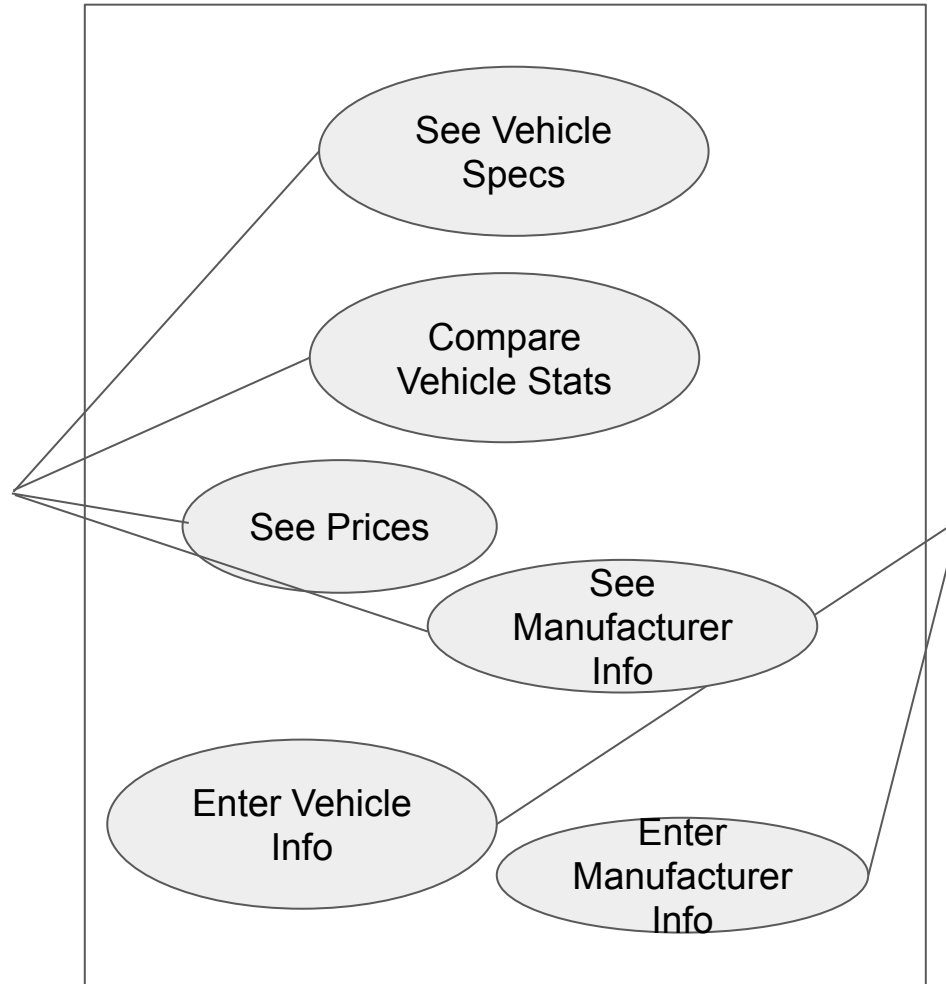 See Vehicle
Specs
Compare
Vehicle Stats
See Prices
See
Manufacturer
Info
Enter Vehicle
Info
Enter
Manufacturer
Info